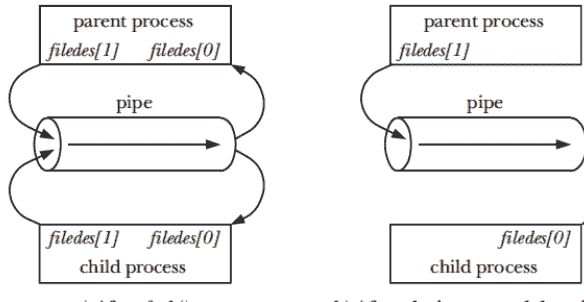 parent process
filedes[1] filedes[0]
pipe
filedes[1] filedes[0]
child process
parent process
filedes[1]
pipe
filedes[0]
child process